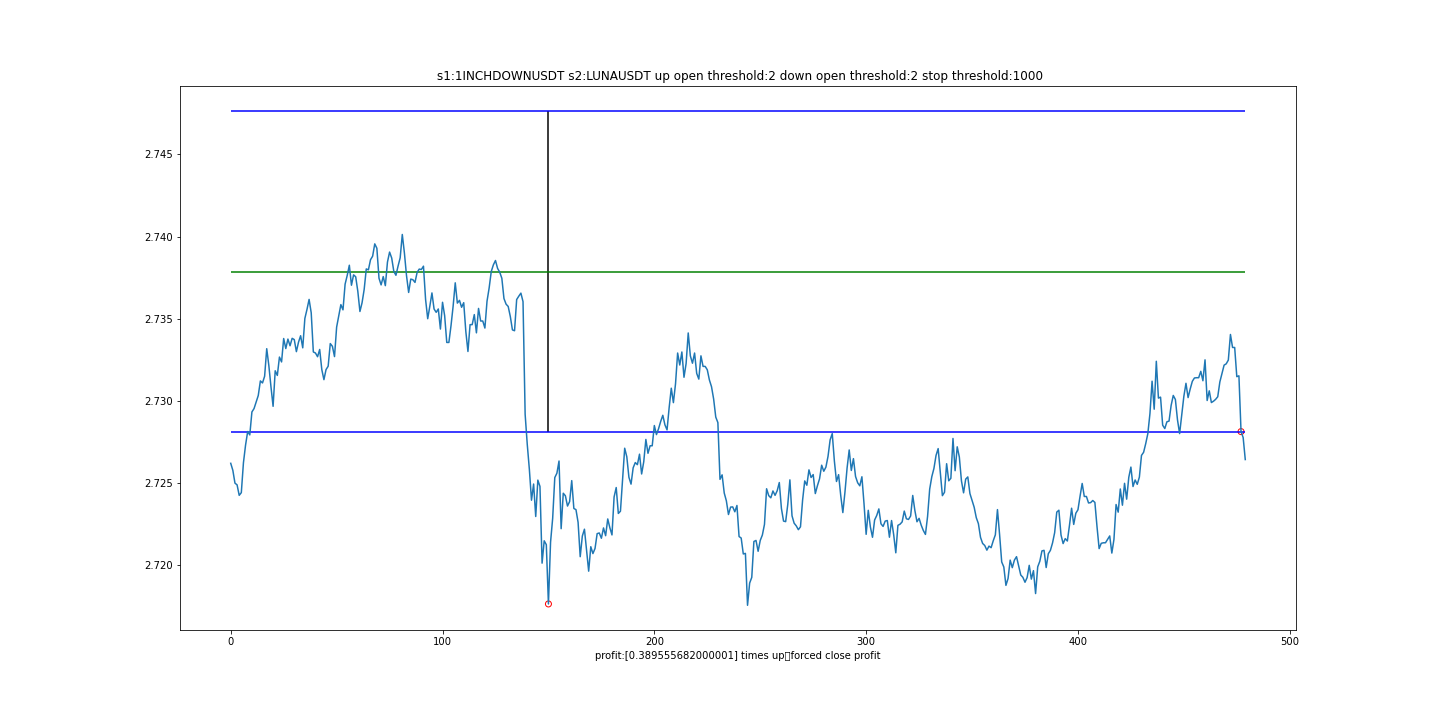 s1:1INCHDOWNUSDT s2:LUNAUSDT up open threshold:2 down open threshold:2 stop threshold:1000
2.745
2.740
2.735
2.730
2.725
2.720
0 100 200 300 400 500
profit:[0.389555682000001] times up▯forced close profit